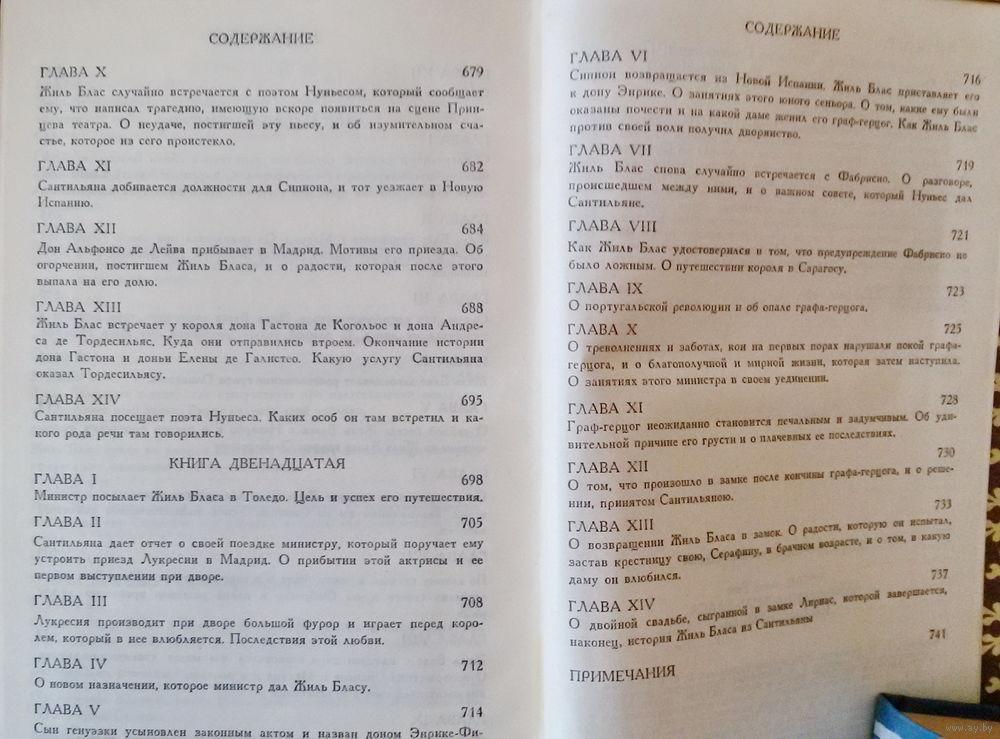 СОДЕРЖАНИЕ
ГЛАВА X 679
Жиль Блас случайно встречается с поэтом Нуньесом, который сообщает
ему, что написал трагедию, имеющую вскоре появиться на сцене Прин-
цева театра. О неудаче, постигшей эту пьесу, и об изумительном сча-
стье, которое из сего проистекло.
ГЛАВА XI 682
Сантильяна добивается должности для Сипиона, и тот уезжает в Новую
Испанию.
ГЛАВА XII 684
Дон Альфонсо де Лейва прибывает в Мадрид. Мотивы его приезда. Об
огорчении, постигшем Жиль Бласа, и о радости, которая после этого
выпала на его долю.
ГЛАВА XIII 688
Жиль Блас встречает у короля дона Гастона де Когольос и дона Андре-
са де Тордесильяс. Куда они отправились втроем. Окончание истории
дона Гастона и доньи Елены де Галистео. Какую услугу Сантильяна
оказал Тордесильясу.
ГЛАВА XIV 695
Сантильяна посещает поэта Нуньеса. Каких особ он там встретил и ка-
кого рода речи там говорились.
КНИГА ДВЕНАДЦАТАЯ
ГЛАВА I 698
Министр посылает Жиль Бласа в Толедо. Цель и успех его путешествия.
ГЛАВА II 705
Сантильяна дает отчет о своей поездке министру, который поручает ему
устроить приезд Лукресии в Мадрид. О прибытии этой актрисы и ее
первом выступлении при дворе.
ГЛАВА III 708
Лукресия производит при дворе большой фурор и играет перед коро-
лем, который в нее влюбляется. Последствия этой любви.
ГЛАВА IV 712
О новом назначении, которое министр дал Жиль Бласу.
ГЛАВА V 714
Сын генуэзки усыновлен законным актом и назван доном Энрике-Фи-
СОДЕРЖАНИЕ
ГЛАВА VI 716
Сипион возвращается из Новой Испании. Жиль Блас приставляет его
к дону Энрике. О занятиях этого юного сеньора. О том, какие ему были
оказаны почести и на какой даме женил его граф-герцог. Как Жиль Блас
против своей воли получил дворянство.
ГЛАВА VII 719
Жиль Блас снова случайно встречается с Фабрисио. О разговоре,
происшедшем между ними, и о важном совете, который Нуньес дал
Сантильяне.
ГЛАВА VIII 721
Как Жиль Блас удостоверился в том, что предупреждение Фабрисио не
было ложным. О путешествии короля в Сарагосу.
ГЛАВА IX 723
О португальской революции и об опале графа-герцога.
ГЛАВА X 725
О треволнениях и заботах, кои на первых порах нарушали покой графа-
герцога, и о благополучной и мирной жизни, которая затем наступила.
О занятиях этого министра в своем уединении.
ГЛАВА XI 728
Граф-герцог неожиданно становится печальным и задумчивым. Об уди-
вительной причине его грусти и о плачевных ее последствиях.
ГЛАВА XII 730
О том, что произошло в замке после кончины графа-герцога, и о реше-
нии, принятом Сантильяною.
ГЛАВА XIII 733
О возвращении Жиль Бласа в замок. О радости, которую он испытал,
застав крестницу свою, Серафину, в брачном возрасте, и о том, в какую
даму он влюбился.
ГЛАВА XIV 737
О двойной свадьбе, сыгранной в замке Лириас, которой завершается,
наконец, история Жиль Бласа из Сантильяны
ПРИМЕЧАНИЯ 741
www.ay.by